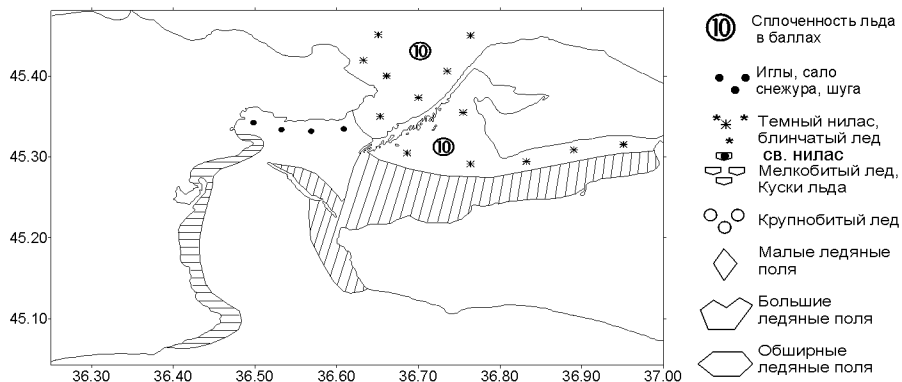 10
10
45.40
45.30
45.20
45.10
36.30 36.40 36.50 36.60 36.70 36.80 36.90 37.00
10 Сплоченность льда
в баллах
Иглы, сало
снежура, шуга
Темный нилас,
блинчатый лед
св. нилас
Мелкобитый лед,
Куски льда
Крупнобитый лед
Малые ледяные
поля
Большие
ледяные поля
Обширные
ледяные поля